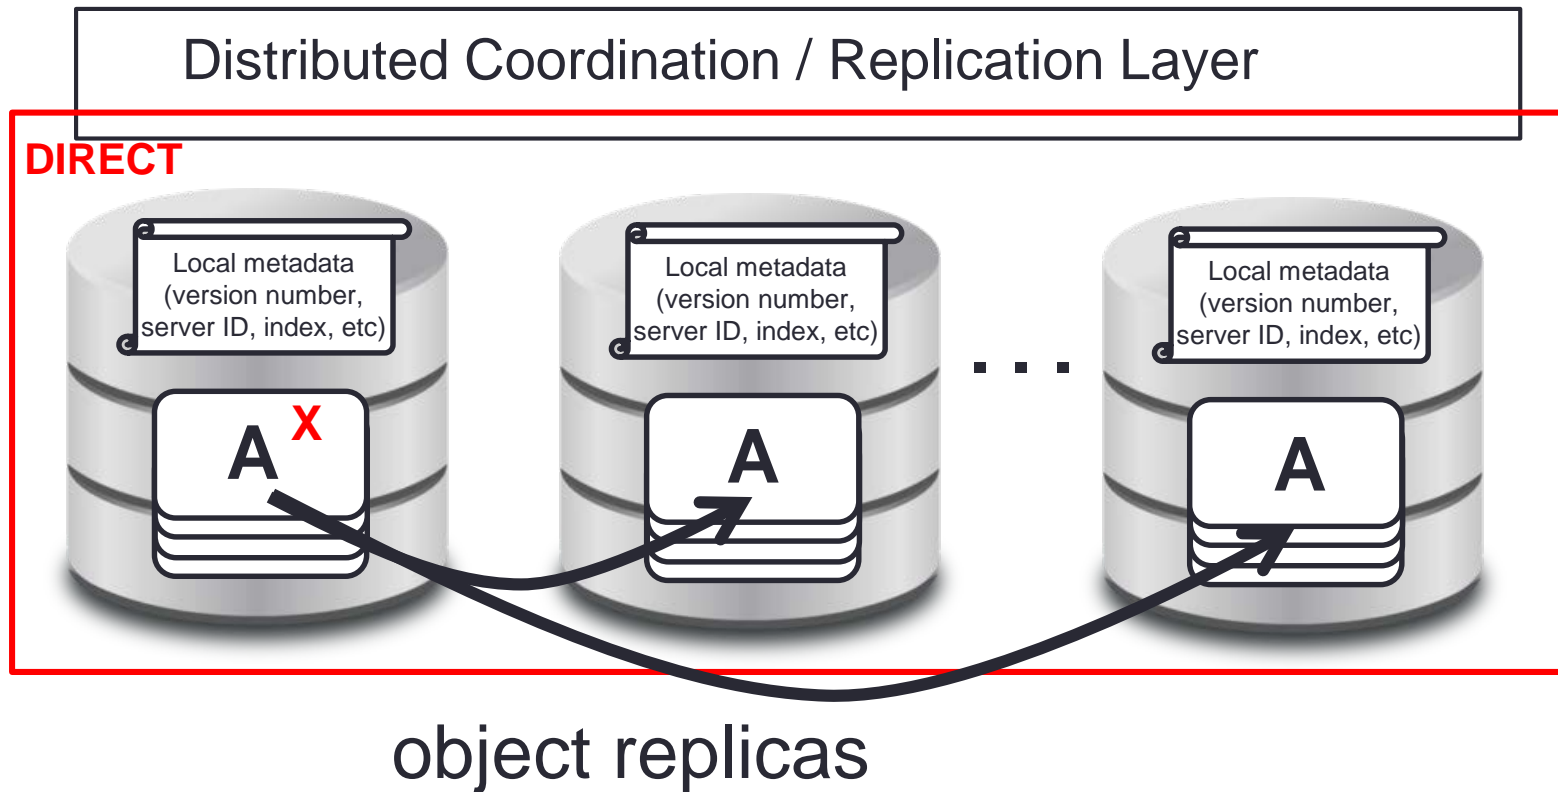 Distributed Coordination / Replication Layer
DIRECT
Local metadata
(version number,
server ID, index, etc)
Local metadata
(version number,
server ID, index, etc)
. . .
Local metadata
(version number,
server ID, index, etc)
A X
A
A
object replicas